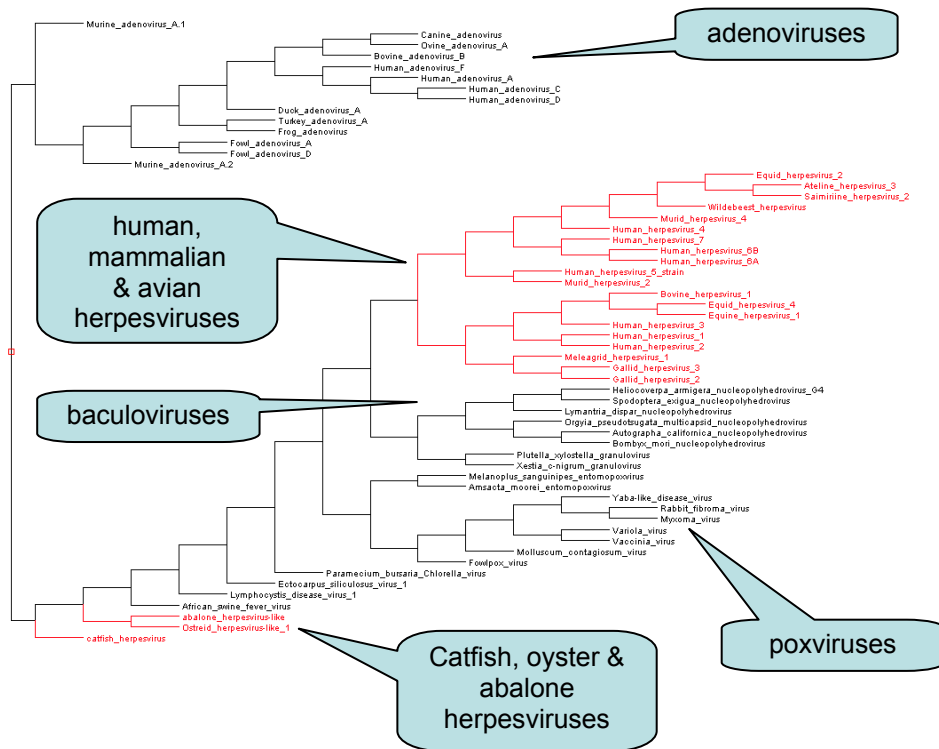 Murine_adenovirus_A.1
Canine_adenovirus
Ovine_adenovirus_A
Bovine_adenovirus_B
Human_adenovirus_F
Human_adenovirus_A
Human_adenovirus_C
Human_adenovirus_D
Duck_adenovirus_A
Turkey_adenovirus_A
Frog_adenovirus
Fowl_adenovirus_A
Fowl_adenovirus_D
Murine_adenovirus_A.2
adenoviruses
Equid_herpesvirus_2
Ateline_herpesvirus_3
Saimiriine_herpesvirus_2
Wildebeest_herpesvirus
Murid_herpesvirus_4
Human_herpesvirus_4
Human_herpesvirus_7
Human_herpesvirus_6B
Human_herpesvirus_6A
Human_herpesvirus_5_strain
Murid_herpesvirus_2
Bovine_herpesvirus_1
Equid_herpesvirus_4
Equine_herpesvirus_1
Human_herpesvirus_3
Human_herpesvirus_1
Human_herpesvirus_2
Meleagrid_herpesvirus_1
Gallid_herpesvirus_3
Gallid_herpesvirus_2
human,
mammalian
& avian
herpesviruses
Heliocoverpa_armigera_nucleopolyhedrovirus_G4
Spodoptera_exigua_nucleopolyhedrovirus
Lymantria_dispar_nucleopolyhedrovirus
Orgyia_pseudotsugata_multicapsid_nucleopolyhedrovirus
Autographa_californica_nucleopolyhedrovirus
Bombyx_mori_nucleopolyhedrovirus
Plutella_xylostella_granulovirus
Xestia_c-nigrum_granulovirus
baculoviruses
Melanoplus_sanguinipes_entomopoxvirus
Amsacta_moorei_entomopoxvirus
Yaba-like_disease_virus
Rabbit_fibroma_virus
Myxoma_virus
Variola_virus
Vaccinia_virus
Molluscum_contagiosum_virus
Fowlpox_virus
poxviruses
Paramecium_bursaria_Chlorella_virus
Ectocarpus_siliculosus_virus_1
Lymphocystis_disease_virus_1
African_swine_fever_virus
abalone_herpesvirus-like
Ostreid_herpesvirus-like_1
catfish_herpesvirus
Catfish, oyster &
abalone
herpesviruses